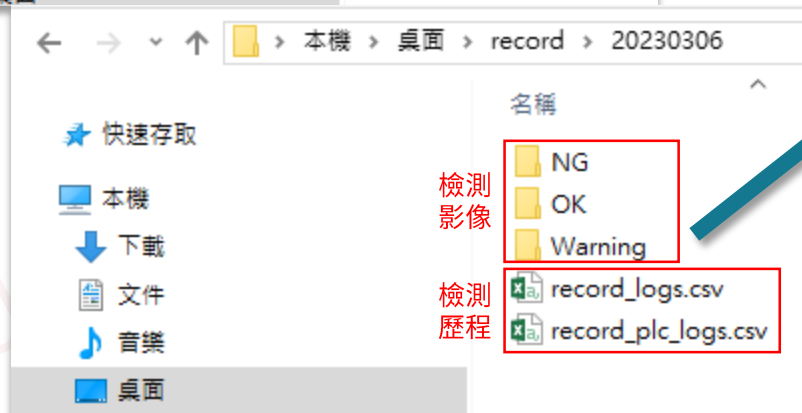 本機 > 桌面 > record > 20230306
名稱
快速存取
本機
下載
文件
音樂
桌面
檢測
影像
NG
OK
Warning
檢測
歷程
record_logs.csv
record_plc_logs.csv